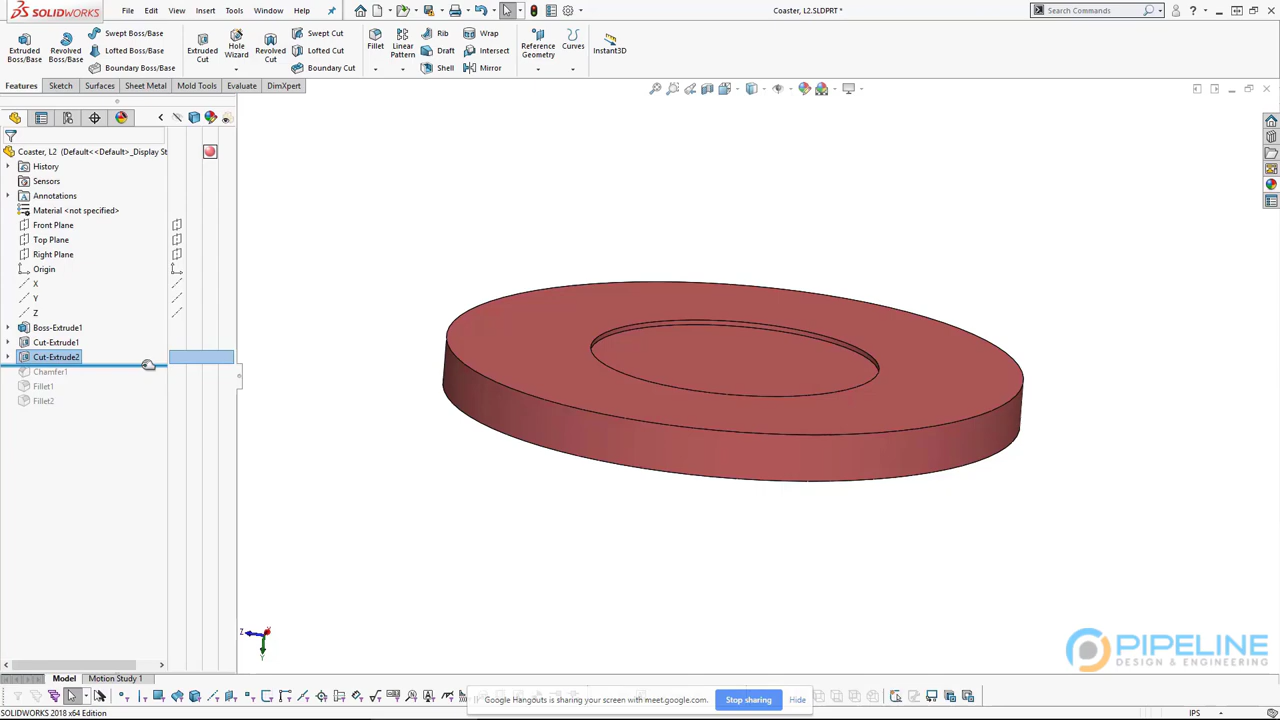 SOLIDWORKS
File Edit View Insert Tools Window Help
Coaster, L2.SLDPRT *
Search Commands
Extruded Boss/Base
Revolved Boss/Base
Swept Boss/Base
Lofted Boss/Base
Boundary Boss/Base
Extruded Cut
Hole Wizard
Revolved Cut
Swept Cut
Lofted Cut
Boundary Cut
Fillet
Linear Pattern
Rib
Draft
Shell
Wrap
Intersect
Mirror
Reference Geometry
Curves
Instant3D
Features Sketch Surfaces Sheet Metal Mold Tools Evaluate DimXpert
Coaster, L2 (Default<<Default>_Display St
History
Sensors
Annotations
Material <not specified>
Front Plane
Top Plane
Right Plane
Origin
X
Y
Z
Boss-Extrude1
Cut-Extrude1
Cut-Extrude2
Chamfer1
Fillet1
Fillet2
Z
X
Y
PIPELINE
DESIGN & ENGINEERING
Model Motion Study 1
Google Hangouts is sharing your screen with meet.google.com. Stop sharing Hide
SOLIDWORKS 2018 x64 Edition
IPS